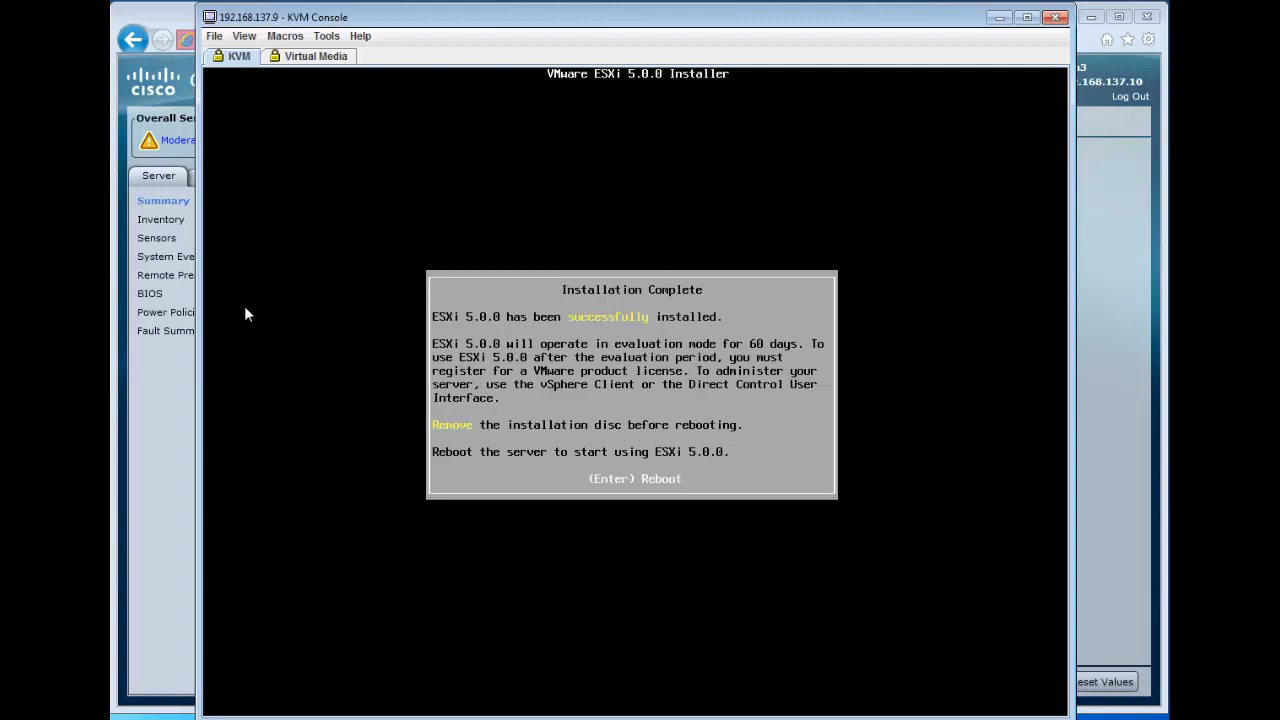 192.168.137.9 - KVM Console
File View Macros Tools Help
KVM Virtual Media
VMware ESXi 5.0.0 Installer
CISCO
168.137.10
Log Out
Overall Se
Modera
Server
Summary
Inventory
Sensors
System Eve
Remote Pre
BIOS
Power Polici
Fault Summ
Installation Complete
ESXi 5.0.0 has been successfully installed.
ESXi 5.0.0 will operate in evaluation mode for 60 days. To
use ESXi 5.0.0 after the evaluation period, you must
register for a VMware product license. To administer your
server, use the vSphere Client or the Direct Control User
Interface.
Remove the installation disc before rebooting.
Reboot the server to start using ESXi 5.0.0.
(Enter) Reboot
eset Values